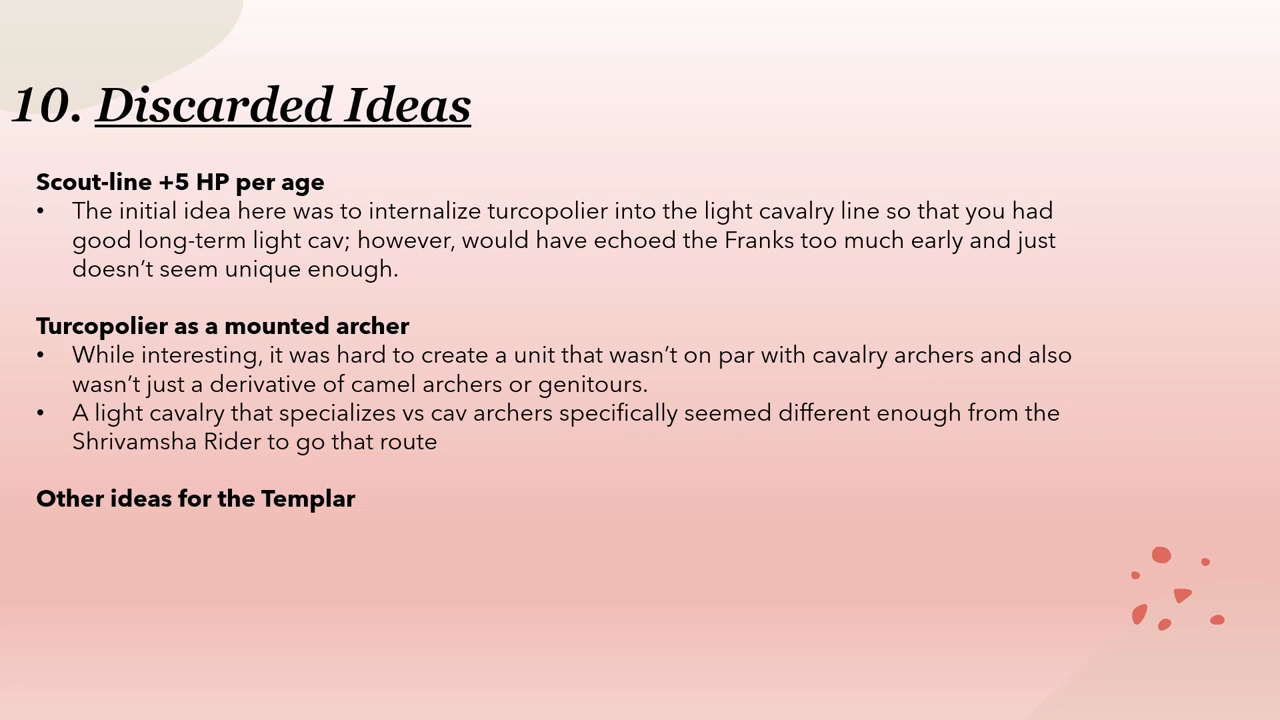 10. Discarded Ideas
Scout-line +5 HP per age
• The initial idea here was to internalize turcopolier into the light cavalry line so that you had
good long-term light cav; however, would have echoed the Franks too much early and just
doesn’t seem unique enough.
Turcopolier as a mounted archer
• While interesting, it was hard to create a unit that wasn’t on par with cavalry archers and also
wasn’t just a derivative of camel archers or genitours.
• A light cavalry that specializes vs cav archers specifically seemed different enough from the
Shrivamsha Rider to go that route
Other ideas for the Templar